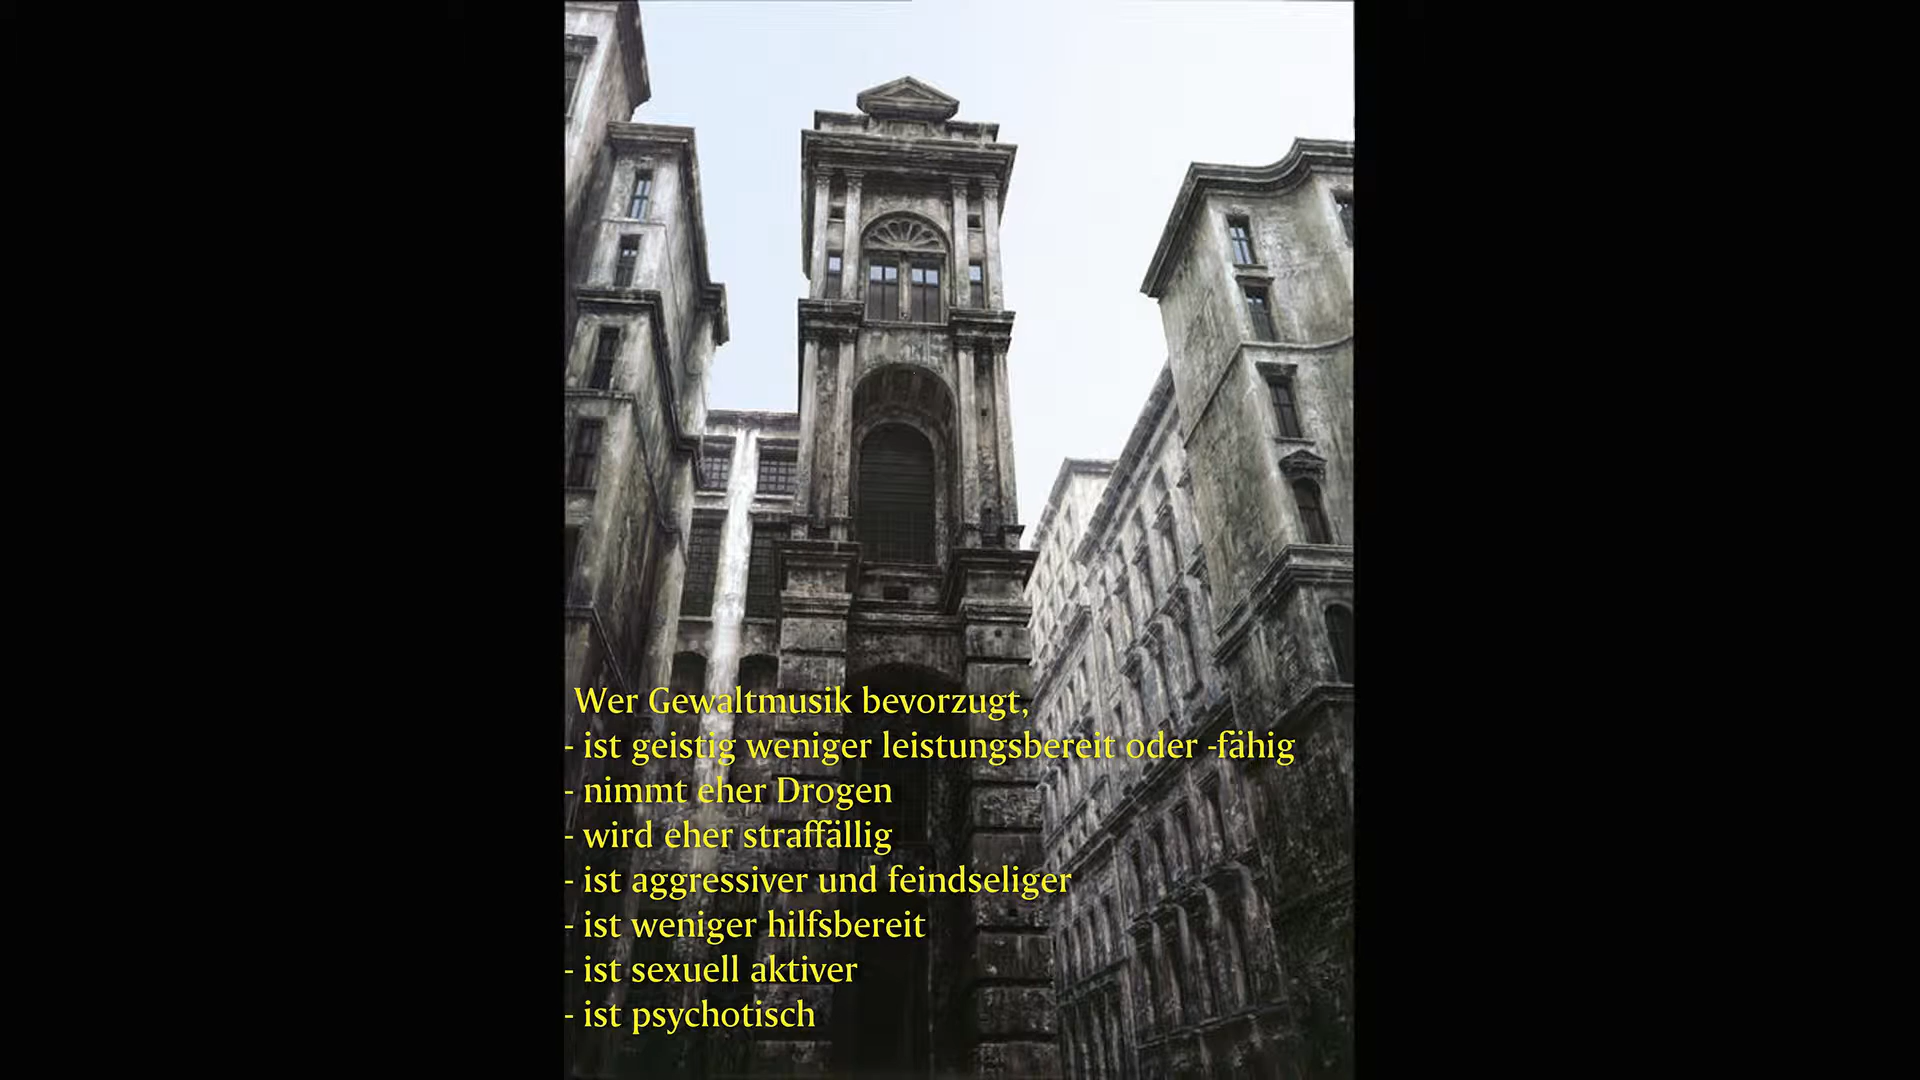 Wer Gewaltmusik bevorzugt,
- ist geistig weniger leistungsbereit oder -fähig
- nimmt eher Drogen
- wird eher straffällig
- ist aggressiver und feindseliger
- ist weniger hilfsbereit
- ist sexuell aktiver
- ist psychotisch